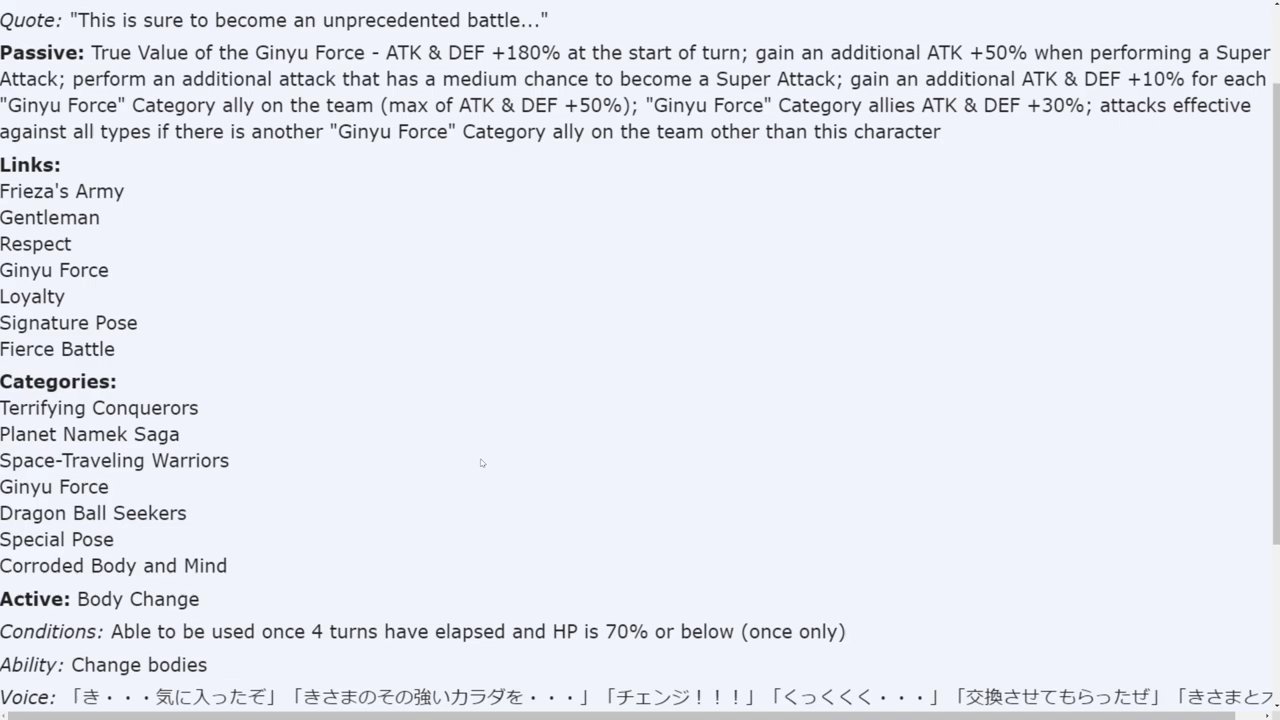 Quote: "This is sure to become an unprecedented battle..."
Passive: True Value of the Ginyu Force - ATK & DEF +180% at the start of turn; gain an additional ATK +50% when performing a Super
Attack; perform an additional attack that has a medium chance to become a Super Attack; gain an additional ATK & DEF +10% for each
"Ginyu Force" Category ally on the team (max of ATK & DEF +50%); "Ginyu Force" Category allies ATK & DEF +30%; attacks effective
against all types if there is another "Ginyu Force" Category ally on the team other than this character
Links:
Frieza's Army
Gentleman
Respect
Ginyu Force
Loyalty
Signature Pose
Fierce Battle
Categories:
Terrifying Conquerors
Planet Namek Saga
Space-Traveling Warriors
Ginyu Force
Dragon Ball Seekers
Special Pose
Corroded Body and Mind
Active: Body Change
Conditions: Able to be used once 4 turns have elapsed and HP is 70% or below (once only)
Ability: Change bodies
Voice: 「き・・・気に入ったぞ」「きさまのその強いカラダを・・・」「チェンジ！！！」「くっくくく・・・」「交換させてもらったぜ」「きさまと